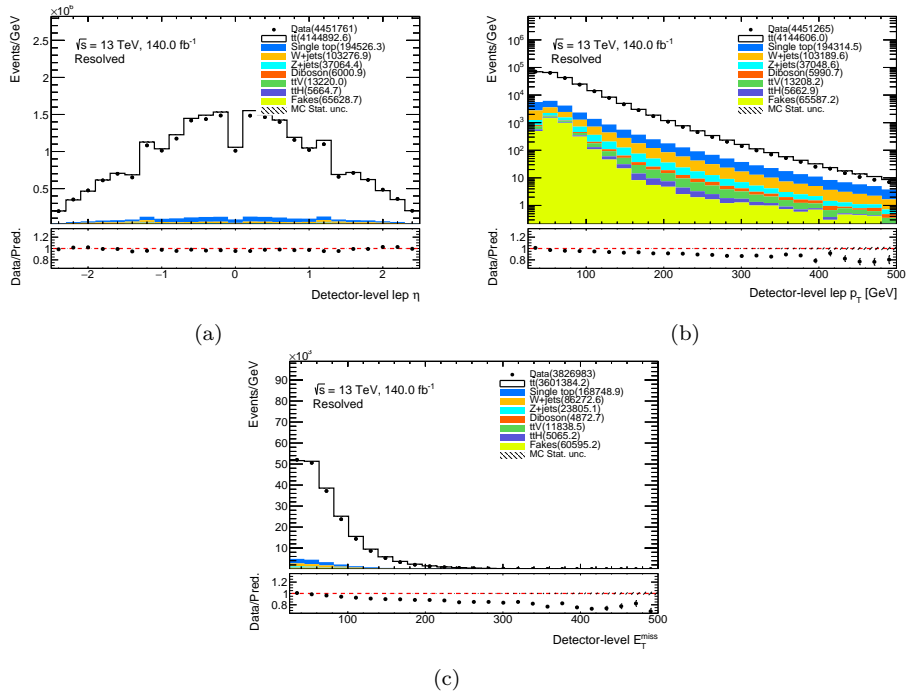 ×10⁶
Events/GeV
2.5
2
1.5
1
0.5
√s = 13 TeV, 140.0 fb⁻¹
Resolved
Data(4451761)
tt(4144892.6)
Single top(194526.3)
W+jets(103276.9)
Z+jets(37064.4)
Diboson(6000.9)
ttV(13220.0)
ttH(5664.7)
Fakes(65628.7)
MC Stat. unc.
Data/Pred.
1.2
1
0.8
−2 −1 0 1 2
Detector-level lep η
(a)
Events/GeV
10⁶
10⁵
10⁴
10³
10²
10
1
√s = 13 TeV, 140.0 fb⁻¹
Resolved
Data(4451265)
tt(4144606.0)
Single top(194314.5)
W+jets(103189.6)
Z+jets(37048.6)
Diboson(5990.7)
ttV(13208.2)
ttH(5662.9)
Fakes(65587.2)
MC Stat. unc.
Data/Pred.
1.2
1
0.8
100 200 300 400 500
Detector-level lep p_T [GeV]
(b)
×10³
Events/GeV
90
80
70
60
50
40
30
20
10
√s = 13 TeV, 140.0 fb⁻¹
Resolved
Data(3826983)
tt(3601384.2)
Single top(168748.9)
W+jets(86272.6)
Z+jets(23805.1)
Diboson(4872.7)
ttV(11838.5)
ttH(5065.2)
Fakes(60595.2)
MC Stat. unc.
Data/Pred.
1.2
1
0.8
100 200 300 400 500
Detector-level E_T^miss
(c)